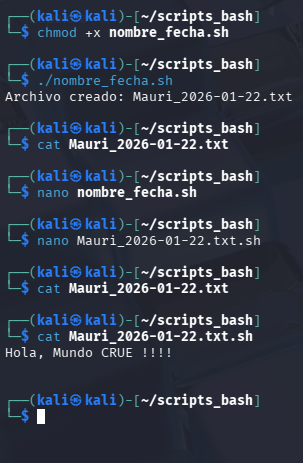 ┌──(kali㉿kali)-[~/scripts_bash]
└─$ chmod +x nombre_fecha.sh
┌──(kali㉿kali)-[~/scripts_bash]
└─$ ./nombre_fecha.sh
Archivo creado: Mauri_2026-01-22.txt
┌──(kali㉿kali)-[~/scripts_bash]
└─$ cat Mauri_2026-01-22.txt
┌──(kali㉿kali)-[~/scripts_bash]
└─$ nano nombre_fecha.sh
┌──(kali㉿kali)-[~/scripts_bash]
└─$ nano Mauri_2026-01-22.txt.sh
┌──(kali㉿kali)-[~/scripts_bash]
└─$ cat Mauri_2026-01-22.txt
┌──(kali㉿kali)-[~/scripts_bash]
└─$ cat Mauri_2026-01-22.txt.sh
Hola, Mundo CRUE !!!!
┌──(kali㉿kali)-[~/scripts_bash]
└─$